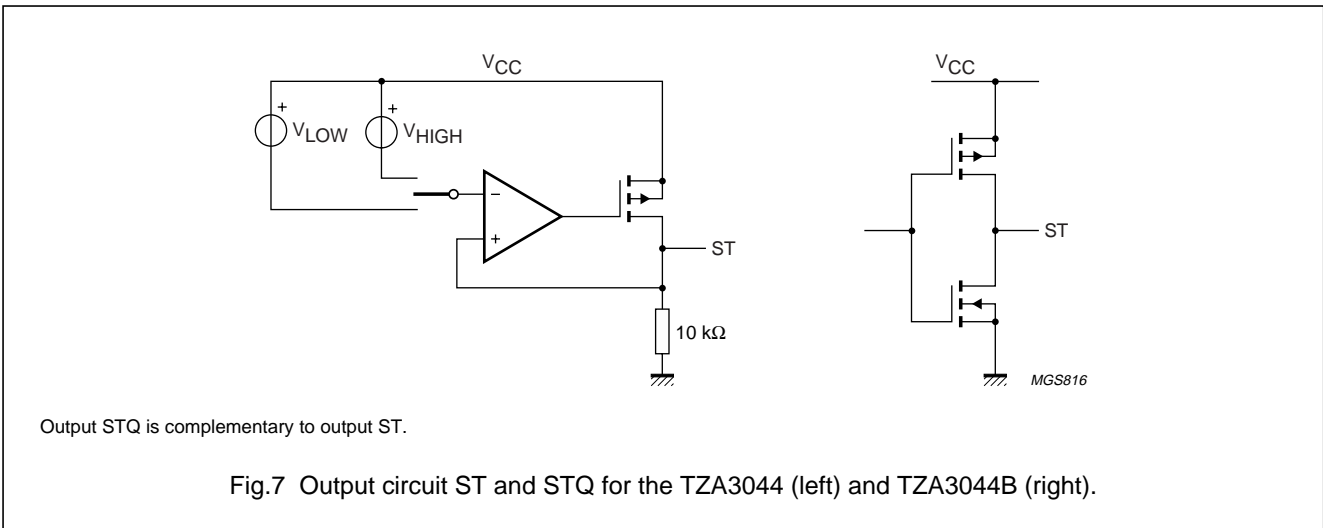 VCC
+
VLOW
+
VHIGH
−
+
ST
10 kΩ
VCC
ST
MGS816
Output STQ is complementary to output ST.
Fig.7 Output circuit ST and STQ for the TZA3044 (left) and TZA3044B (right).